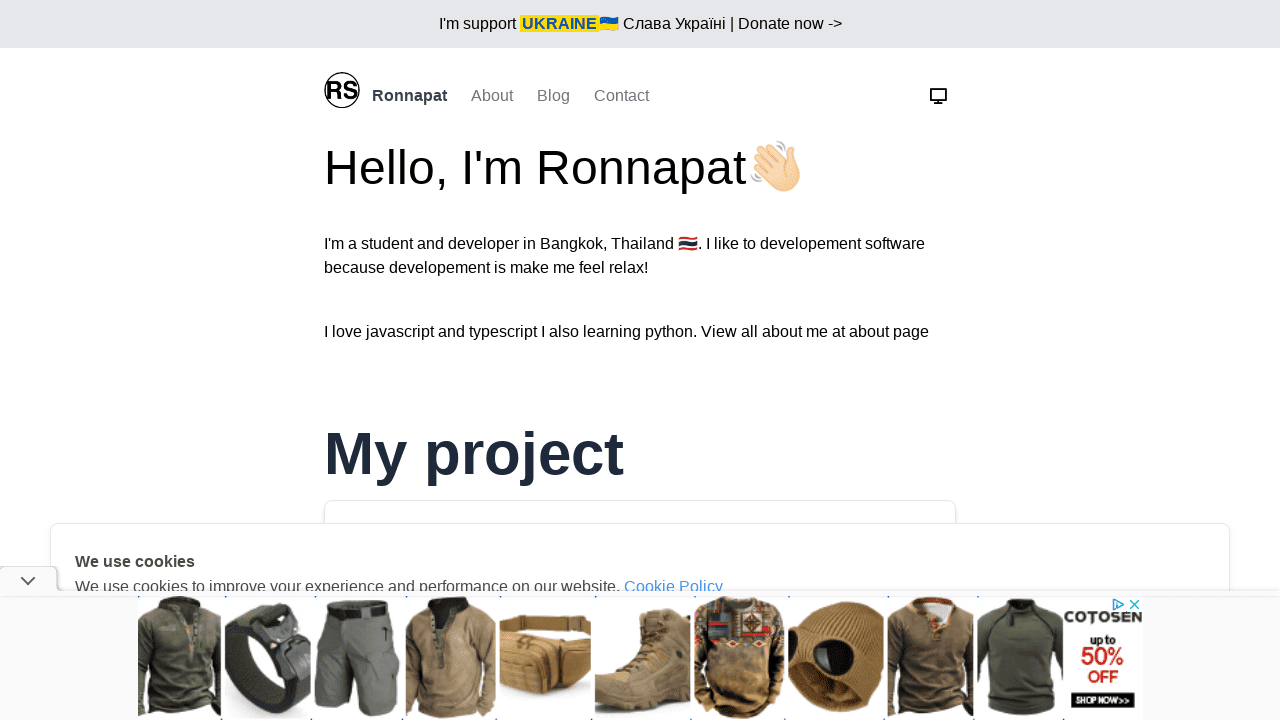 I'm support UKRAINE🇺🇦 Слава Україні | Donate now ->
RS Ronnapat About Blog Contact
Hello, I'm Ronnapat👋🏻
I'm a student and developer in Bangkok, Thailand 🇹🇭. I like to developement software
because developement is make me feel relax!
I love javascript and typescript I also learning python. View all about me at about page
My project
We use cookies
We use cookies to improve your experience and performance on our website. Cookie Policy
COTOSEN
up to
50%
OFF
SHOP NOW>>